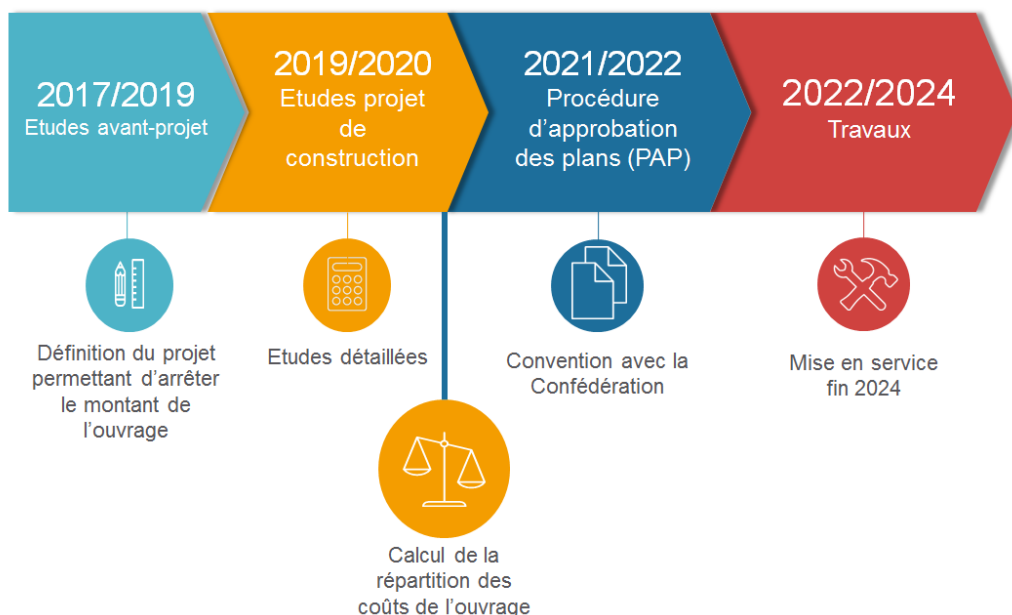 2017/2019
Etudes avant-projet
2019/2020
Etudes projet
de
construction
2021/2022
Procédure
d’approbation
des plans (PAP)
2022/2024
Travaux
Définition du projet
permettant d’arrêter
le montant de
l’ouvrage
Etudes détaillées
Calcul de la
répartition des
coûts de l’ouvrage
Convention avec la
Confédération
Mise en service
fin 2024